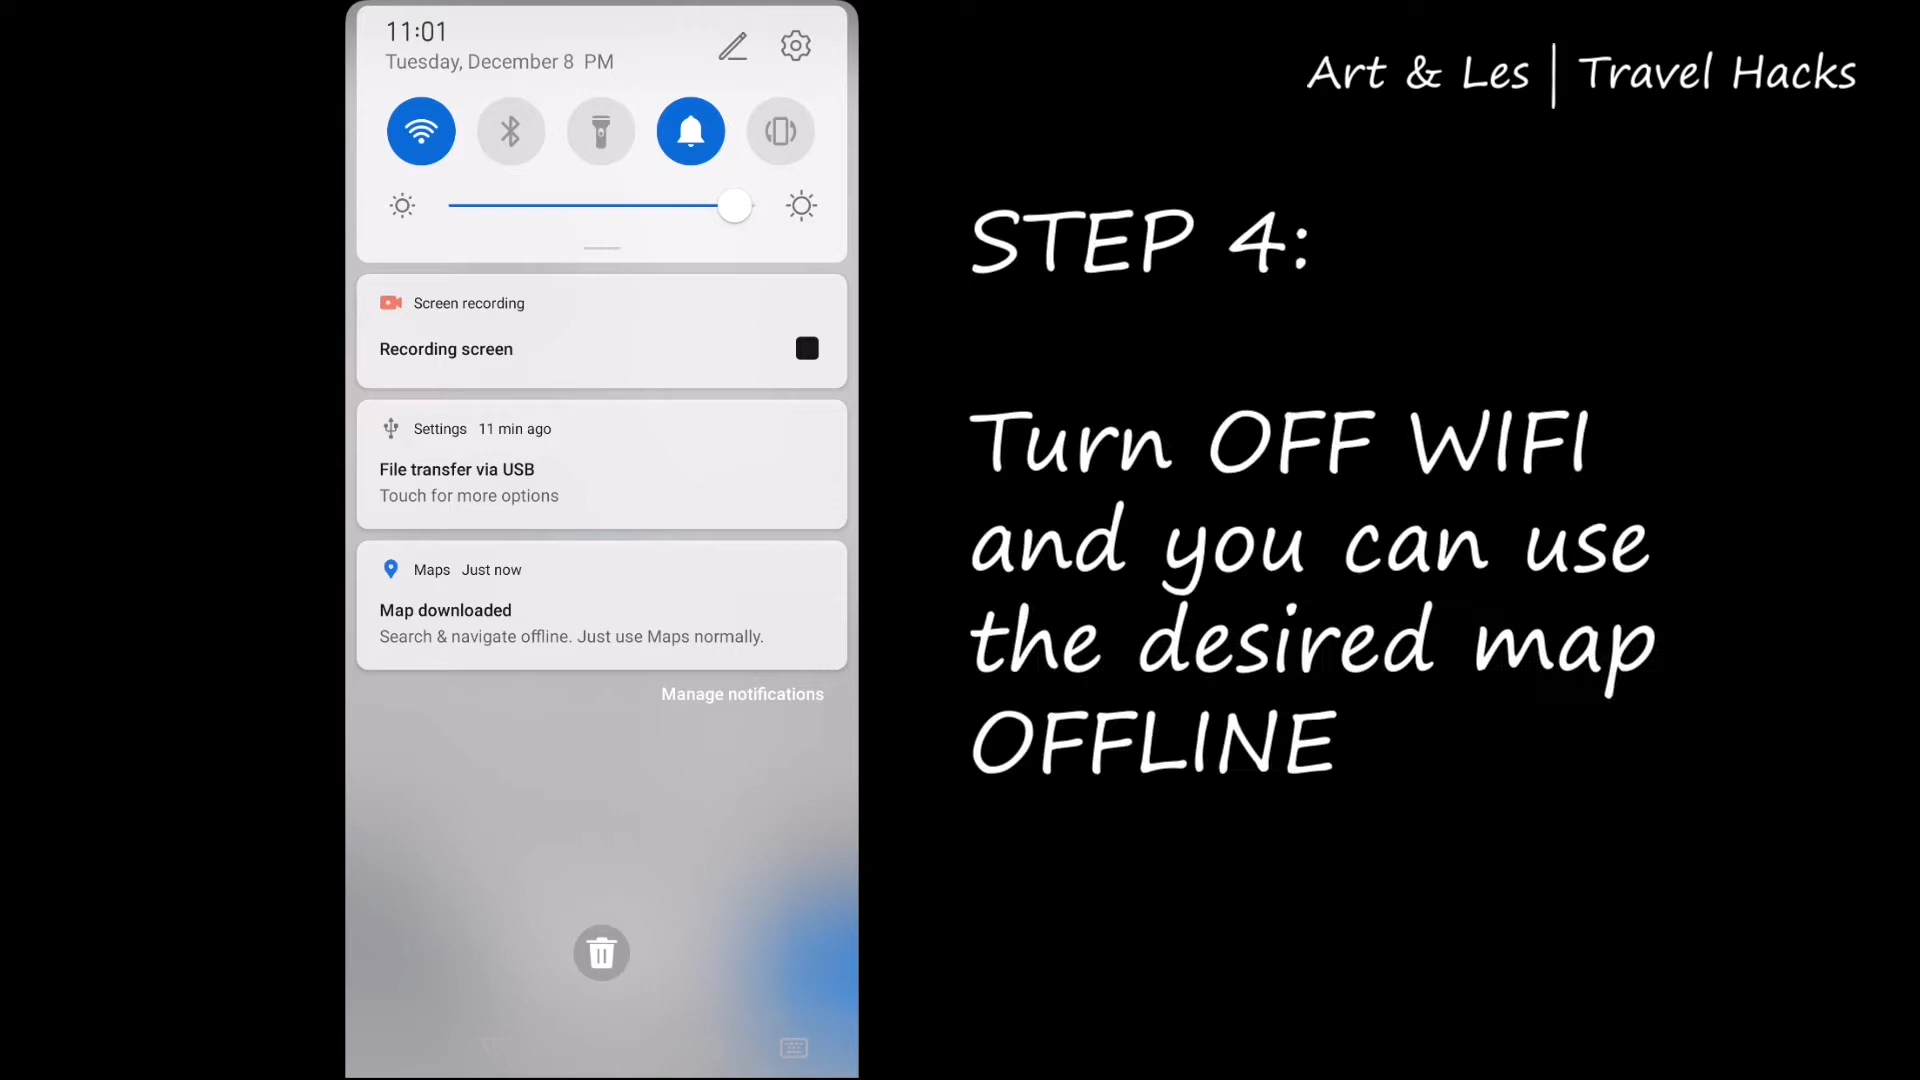 11:01
Tuesday, December 8 PM
Screen recording
Recording screen
Settings 11 min ago
File transfer via USB
Touch for more options
Maps Just now
Map downloaded
Search & navigate offline. Just use Maps normally.
Manage notifications
Art & Les | Travel Hacks
STEP 4:
Turn OFF WIFI
and you can use
the desired map
OFFLINE